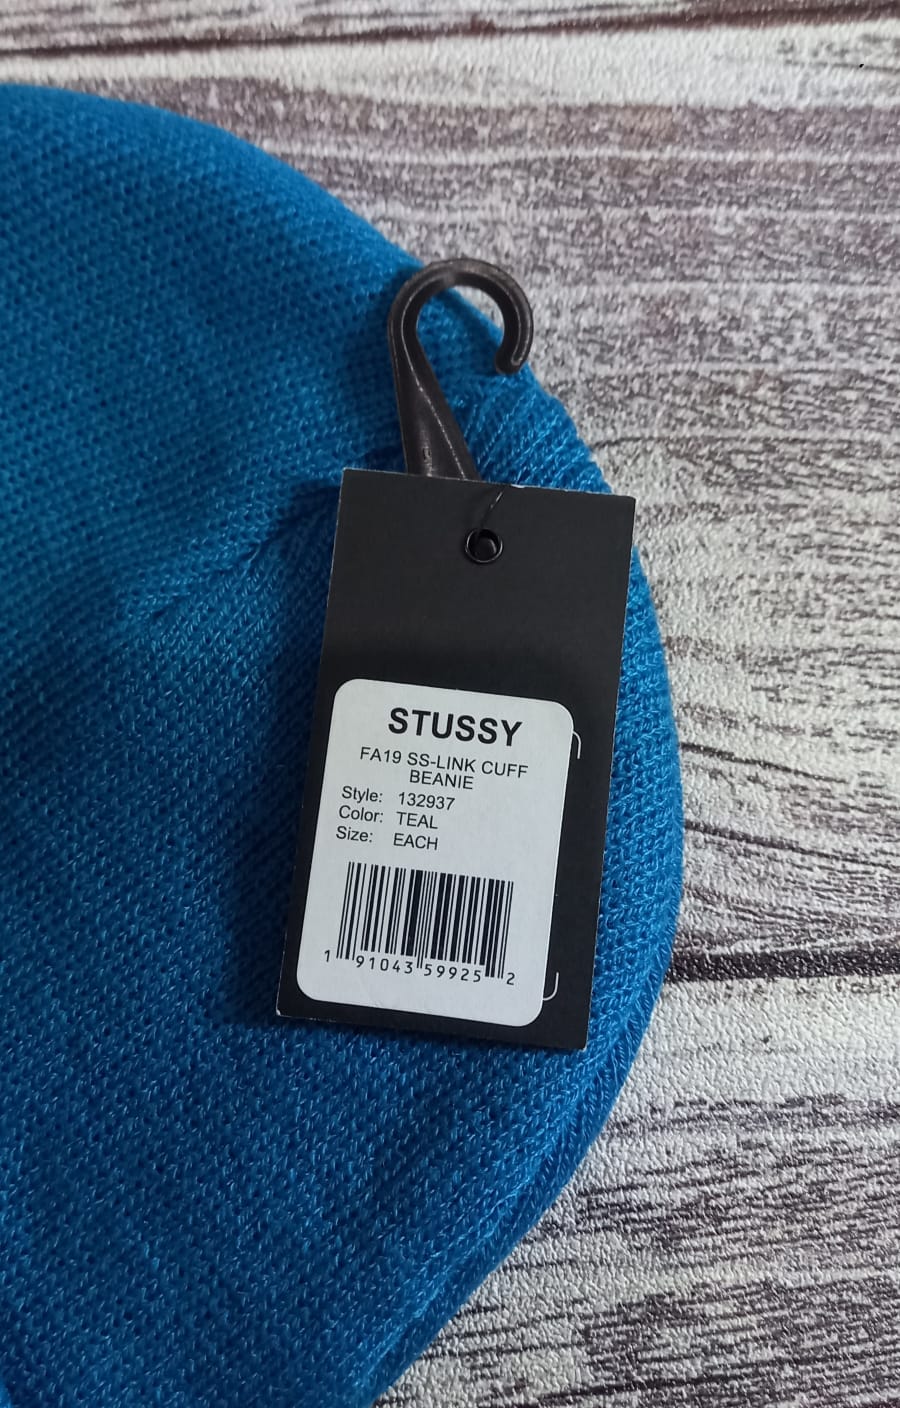 STUSSY
FA19 SS-LINK CUFF
BEANIE
Style: 132937
Color: TEAL
Size: EACH
1 91043 59925 2